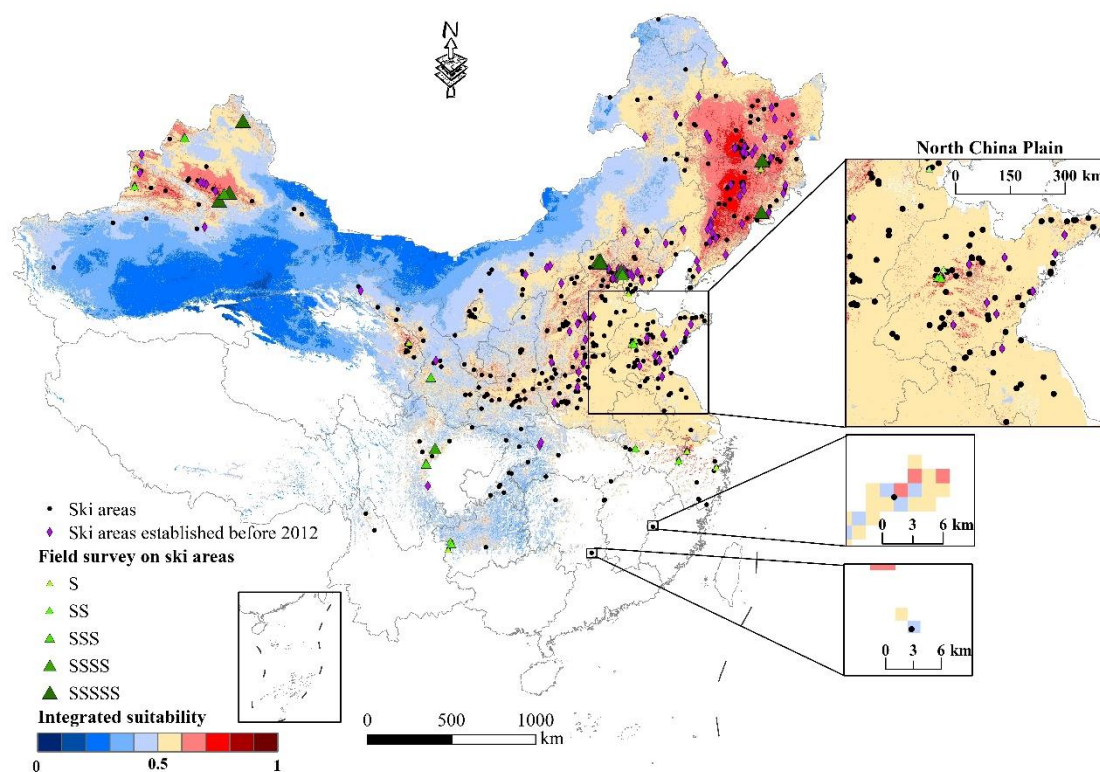 N
North China Plain
0 150 300 km
Ski areas
Ski areas established before 2012
Field survey on ski areas
S
SS
SSS
SSSS
SSSSS
Integrated suitability
0 0.5 1
0 500 1000
km
0 3 6
km
0 3 6
km